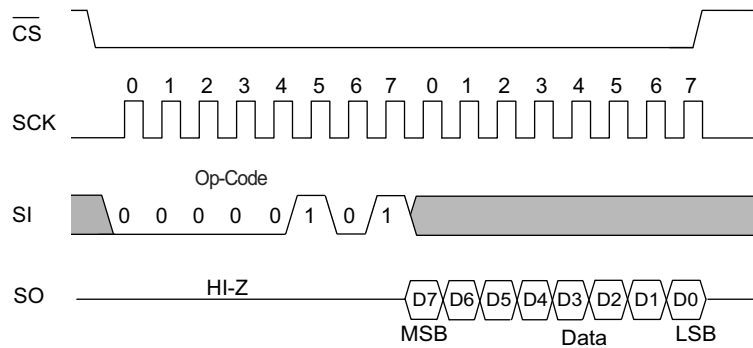 CS
0 1 2 3 4 5 6 7 0 1 2 3 4 5 6 7
SCK
Op-Code
SI 0 0 0 0 0 1 0 1
HI-Z
SO D7 D6 D5 D4 D3 D2 D1 D0
MSB Data LSB